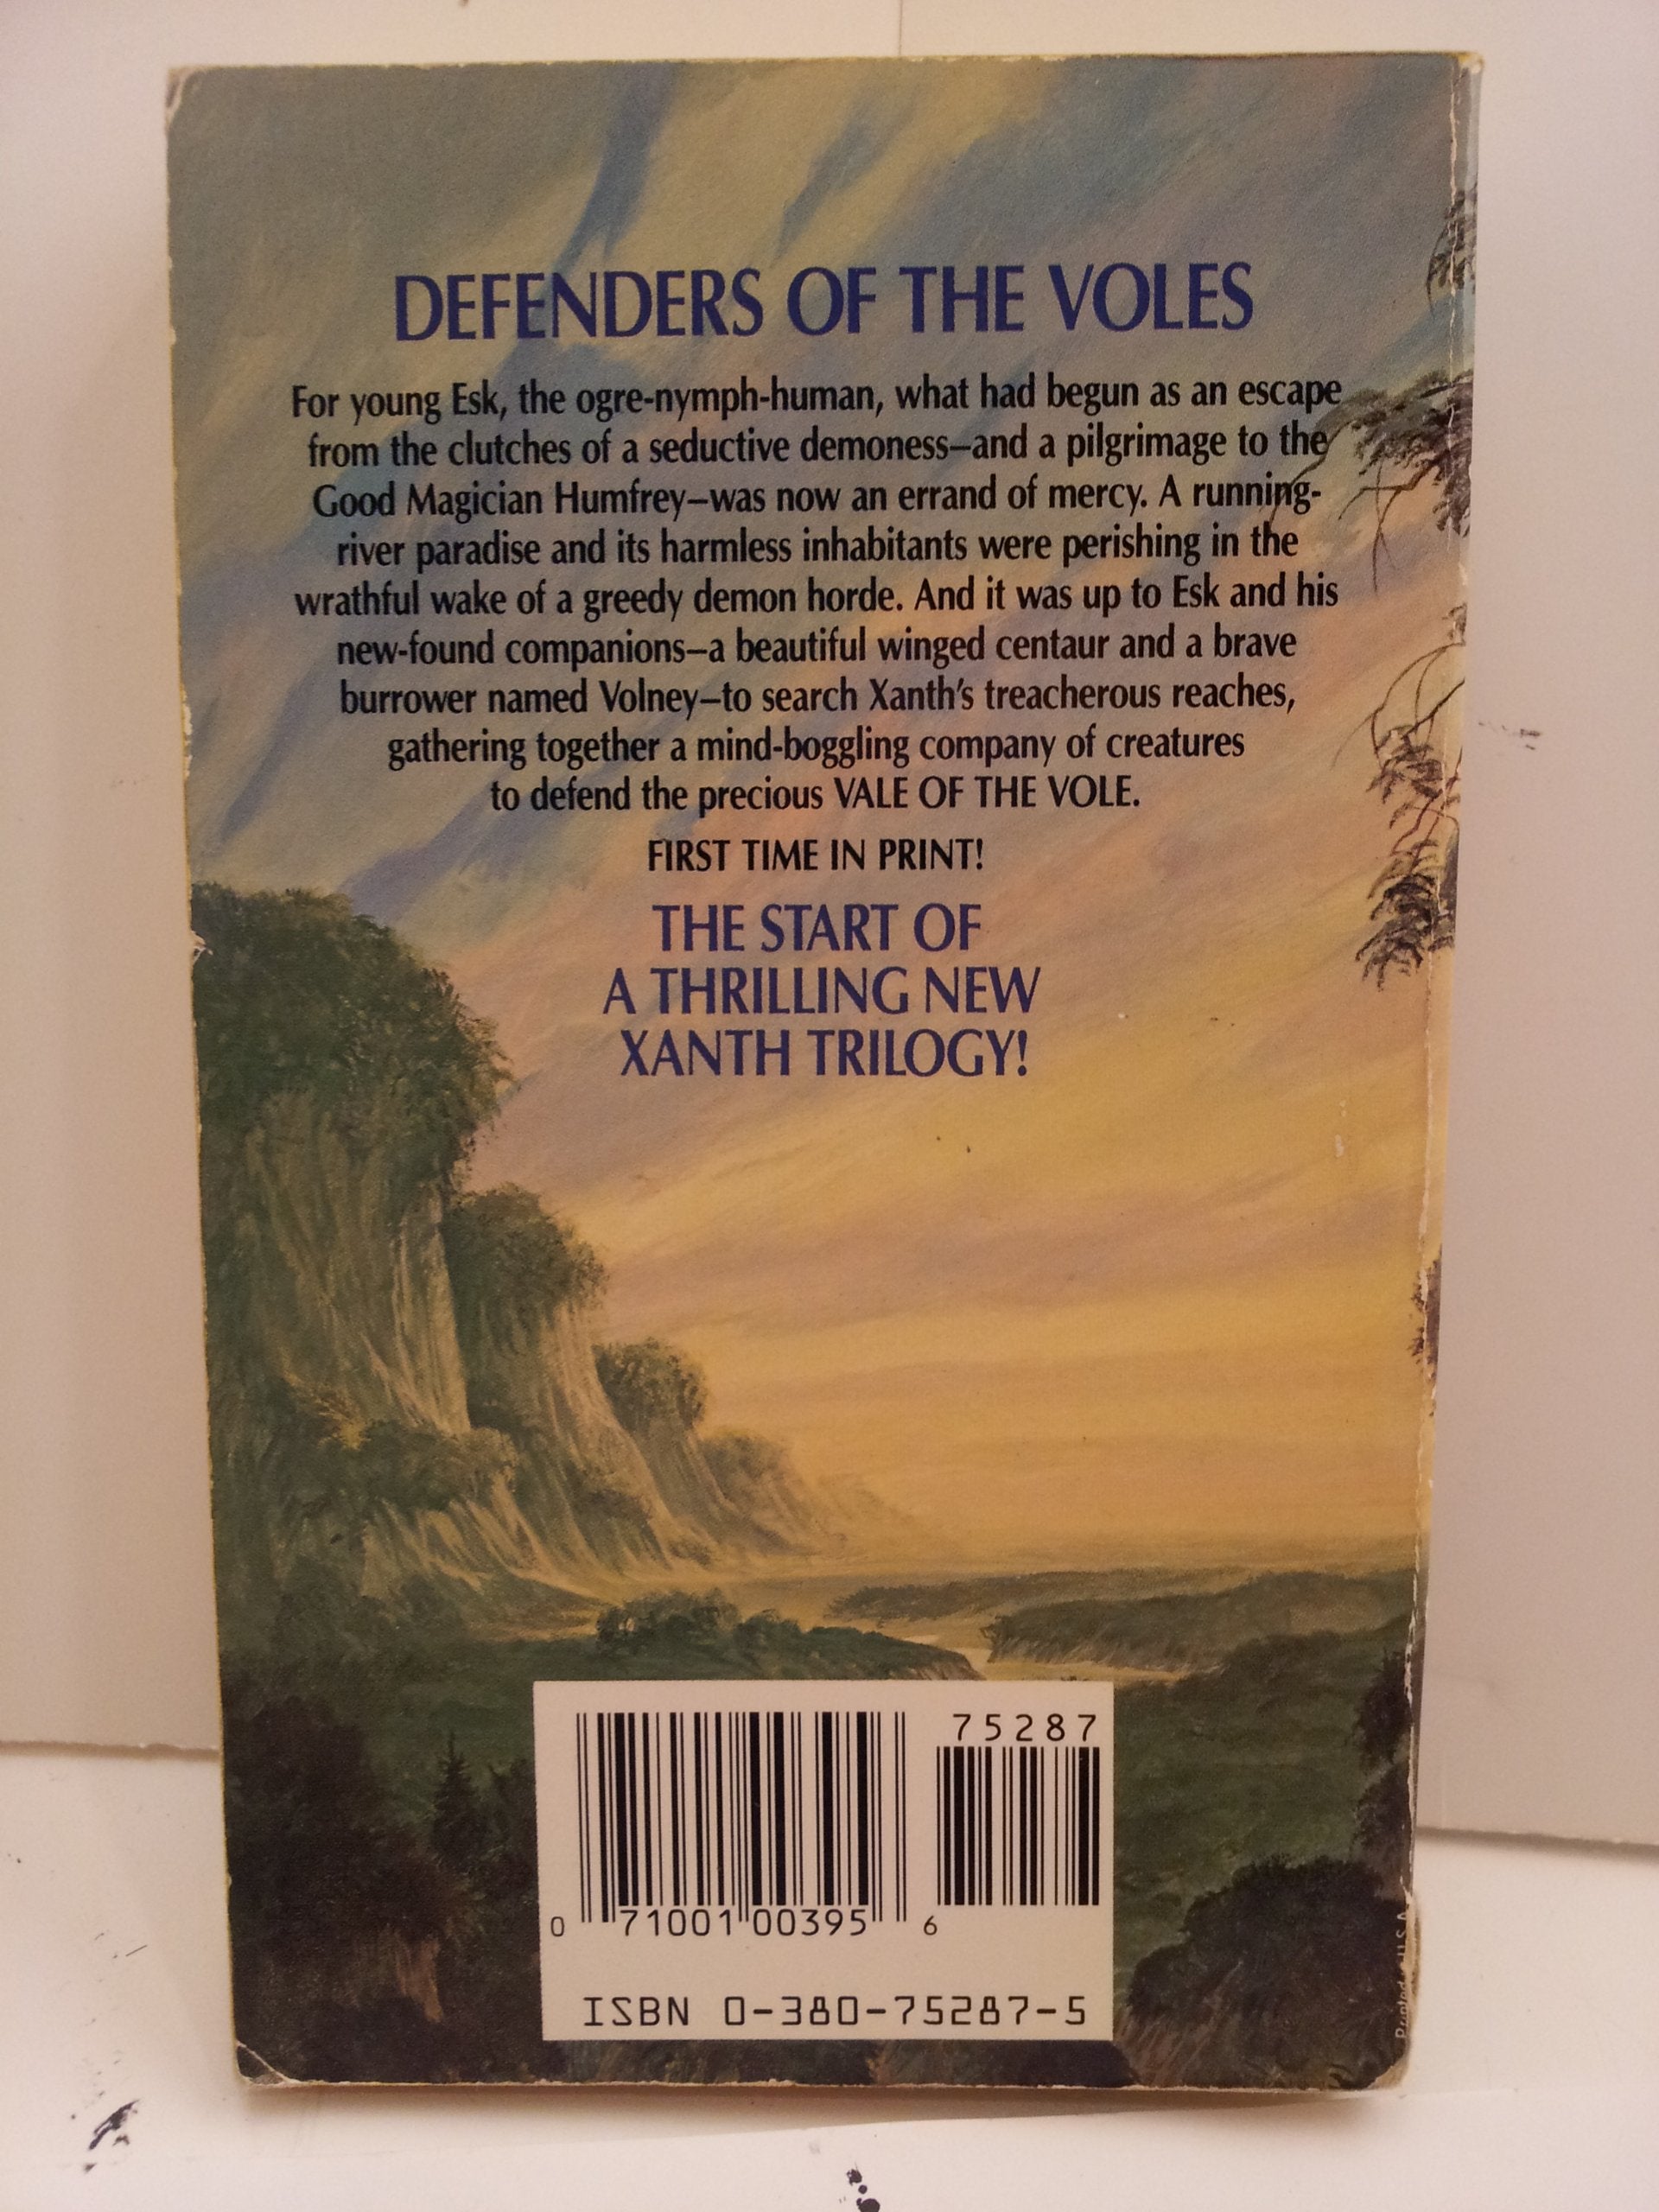 DEFENDERS OF THE VOLES
For young Esk, the ogre-nymph-human, what had begun as an escape
from the clutches of a seductive demoness—and a pilgrimage to the
Good Magician Humfrey—was now an errand of mercy. A running-
river paradise and its harmless inhabitants were perishing in the
wrathful wake of a greedy demon horde. And it was up to Esk and his
new-found companions—a beautiful winged centaur and a brave
burrower named Volney—to search Xanth's treacherous reaches,
gathering together a mind-boggling company of creatures
to defend the precious VALE OF THE VOLE.
FIRST TIME IN PRINT!
THE START OF
A THRILLING NEW
XANTH TRILOGY!
75287
0 71001 00395 6
ISBN 0-380-75287-5
Printed U.S.A.